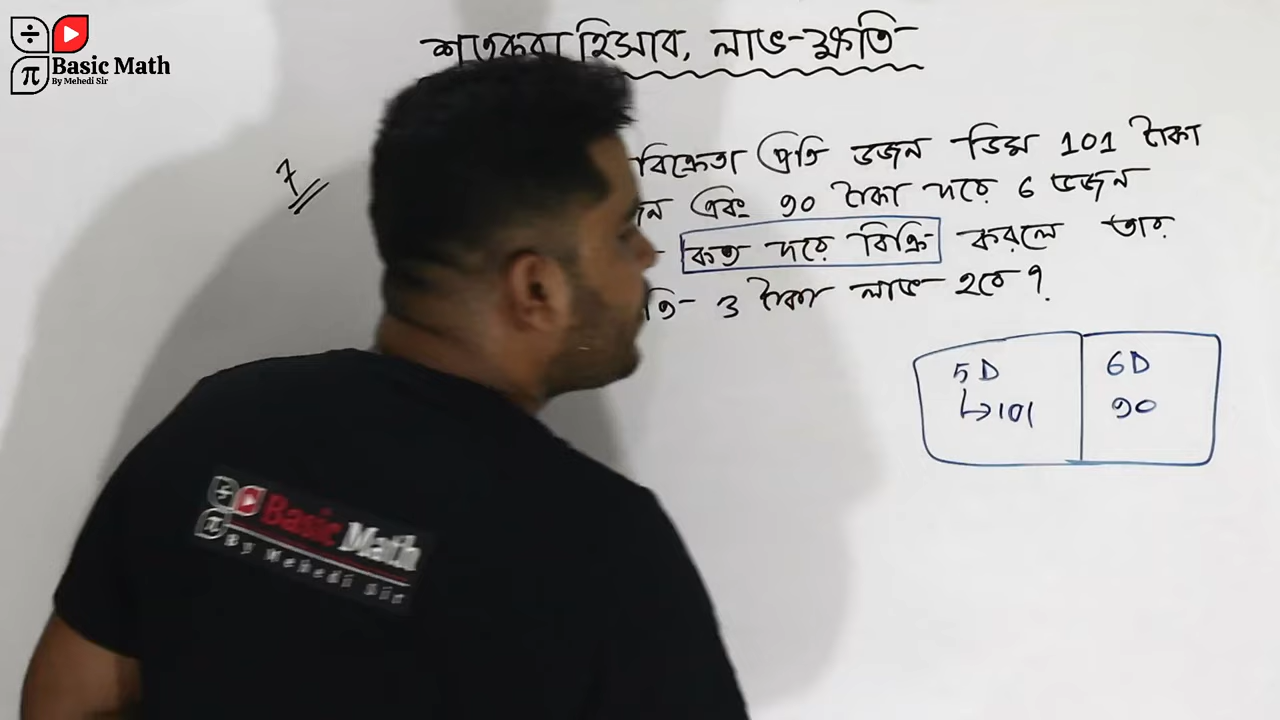 Basic Math
By Mehedi Sir
শতকরা হিসাব, লাভ-ক্ষতি
7
বিক্রেতা প্রতি ডজন ডিম 101 টাকা
এবং 90 টাকা দরে 6 ডজন
কত দরে বিক্রি করলে তার
3 টাকা লাভ হবে?
5D 6D
↳101 90
Basic Math
By Mehedi Sir